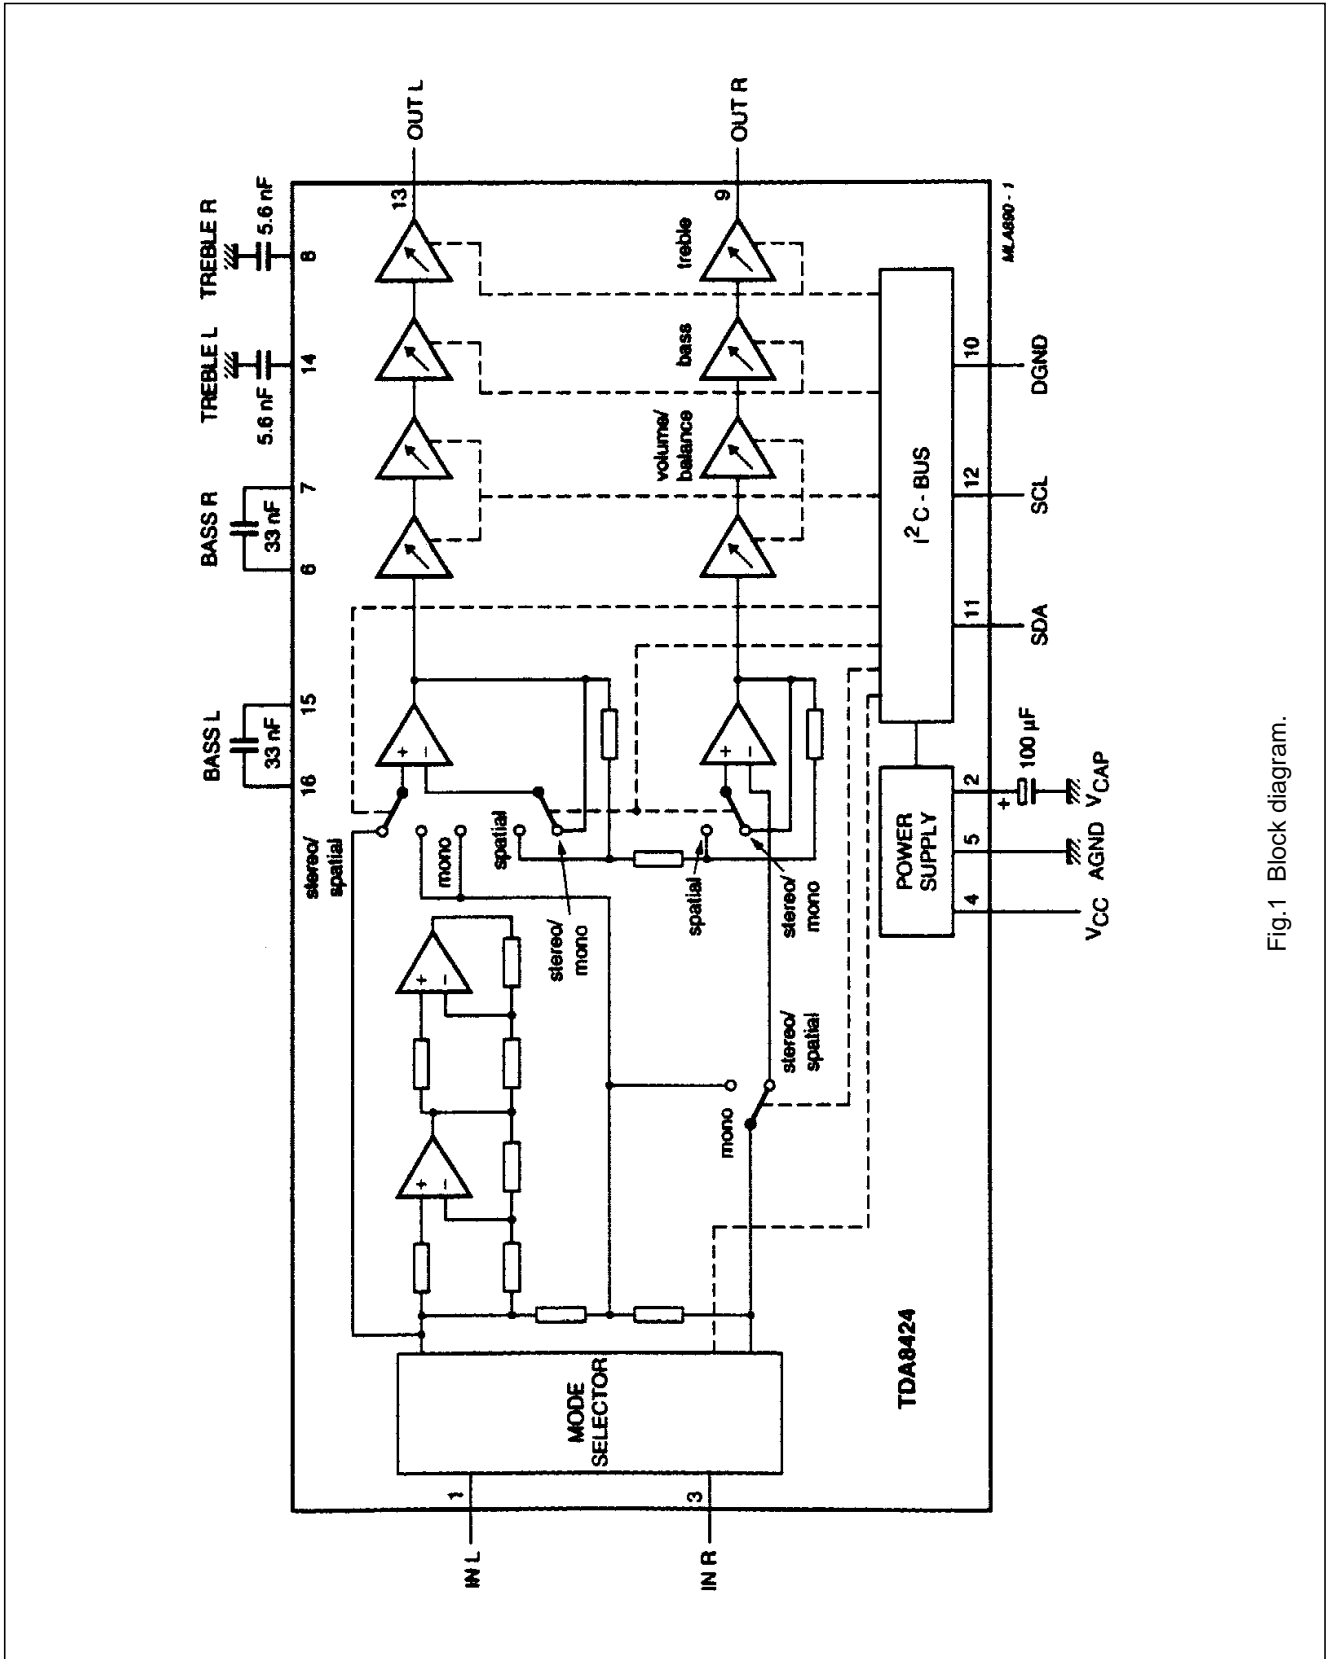 BASS L
33 nF
16
15
BASS R
33 nF
6
7
TREBLE L
5.6 nF
14
TREBLE R
5.6 nF
8
stereo/
spatial
mono
spatial
stereo/
mono
+
–
+
–
+
–
13
OUT L
IN L
1
MODE
SELECTOR
IN R
3
mono
stereo/
spatial
spatial
stereo/
mono
+
–
volume/
balance
bass
treble
9
OUT R
TDA8424
POWER
SUPPLY
I2C - BUS
4
5
2
11
12
10
+
100 µF
VCC
AGND
VCAP
SDA
SCL
DGND
MLA890 - 1
Fig.1 Block diagram.